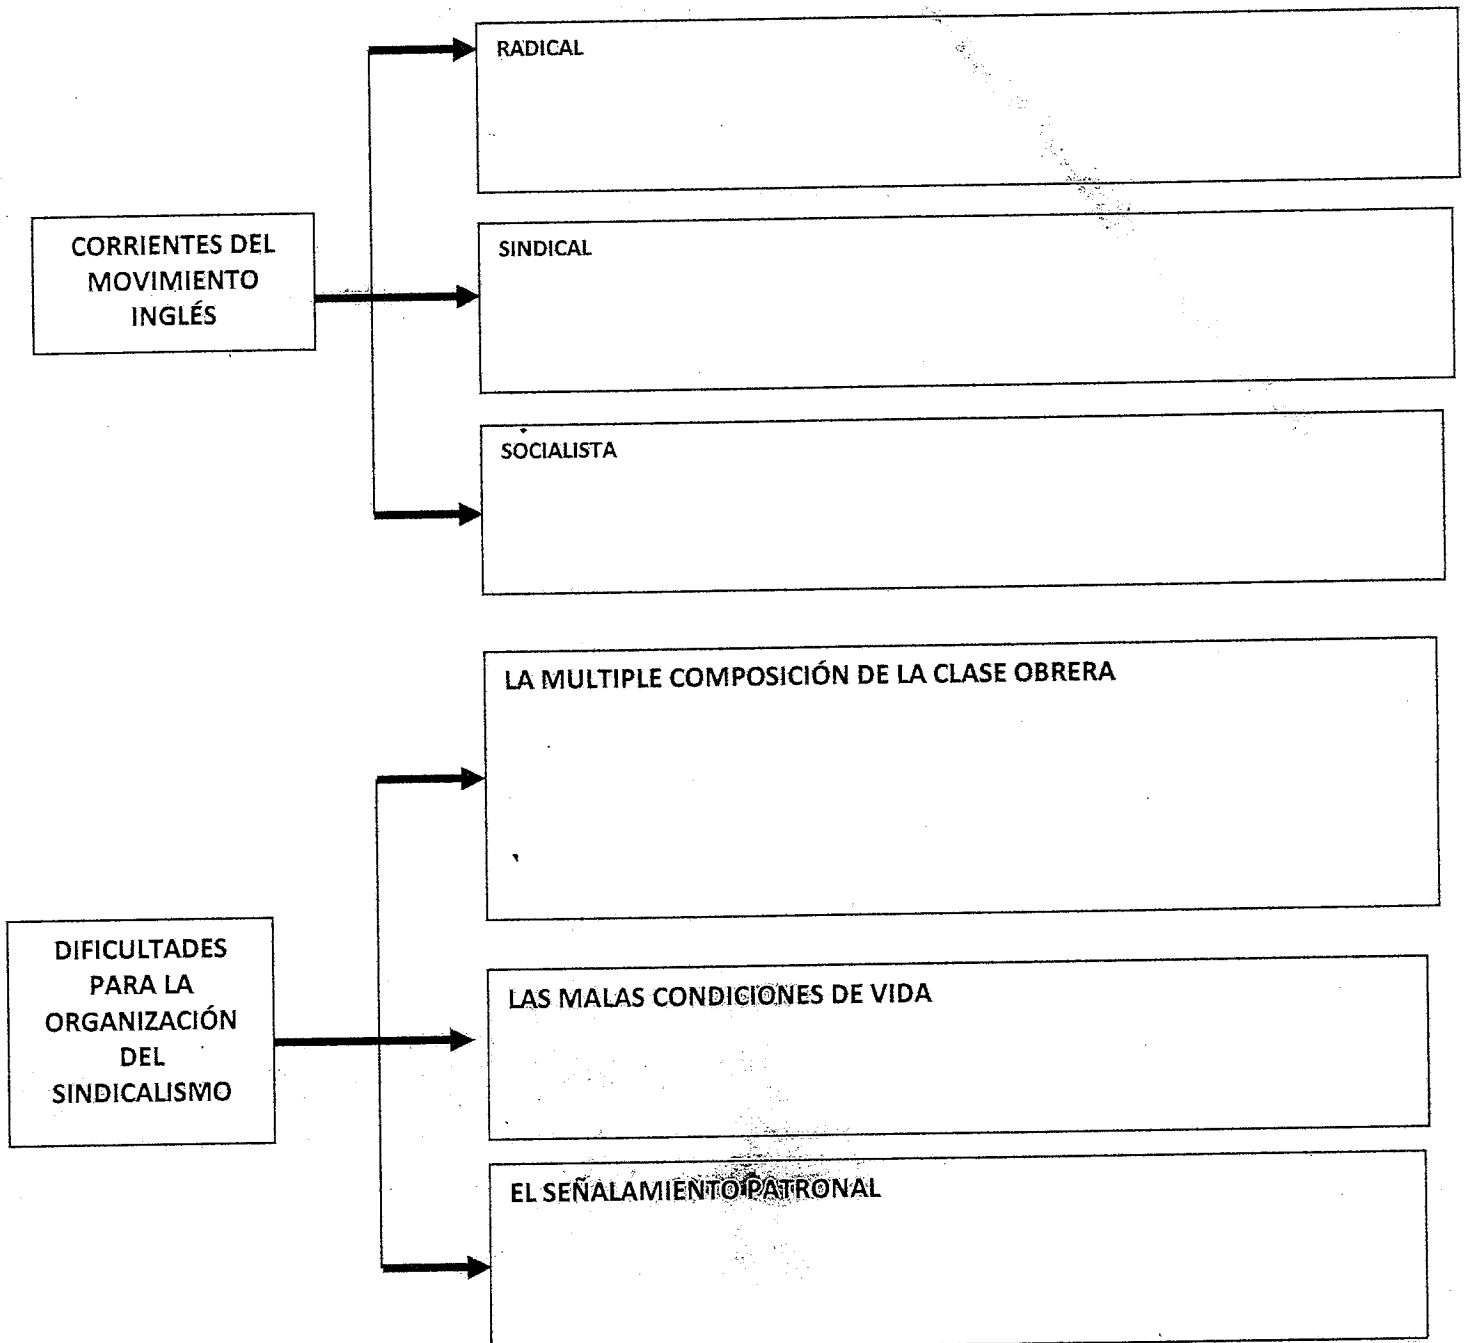 RADICAL
CORRIENTES DEL
MOVIMIENTO
INGLÉS
SINDICAL
SOCIALISTA
LA MULTIPLE COMPOSICIÓN DE LA CLASE OBRERA
DIFICULTADES
PARA LA
ORGANIZACIÓN
DEL
SINDICALISMO
LAS MALAS CONDICIONES DE VIDA
EL SEÑALAMIENTO PATRONAL